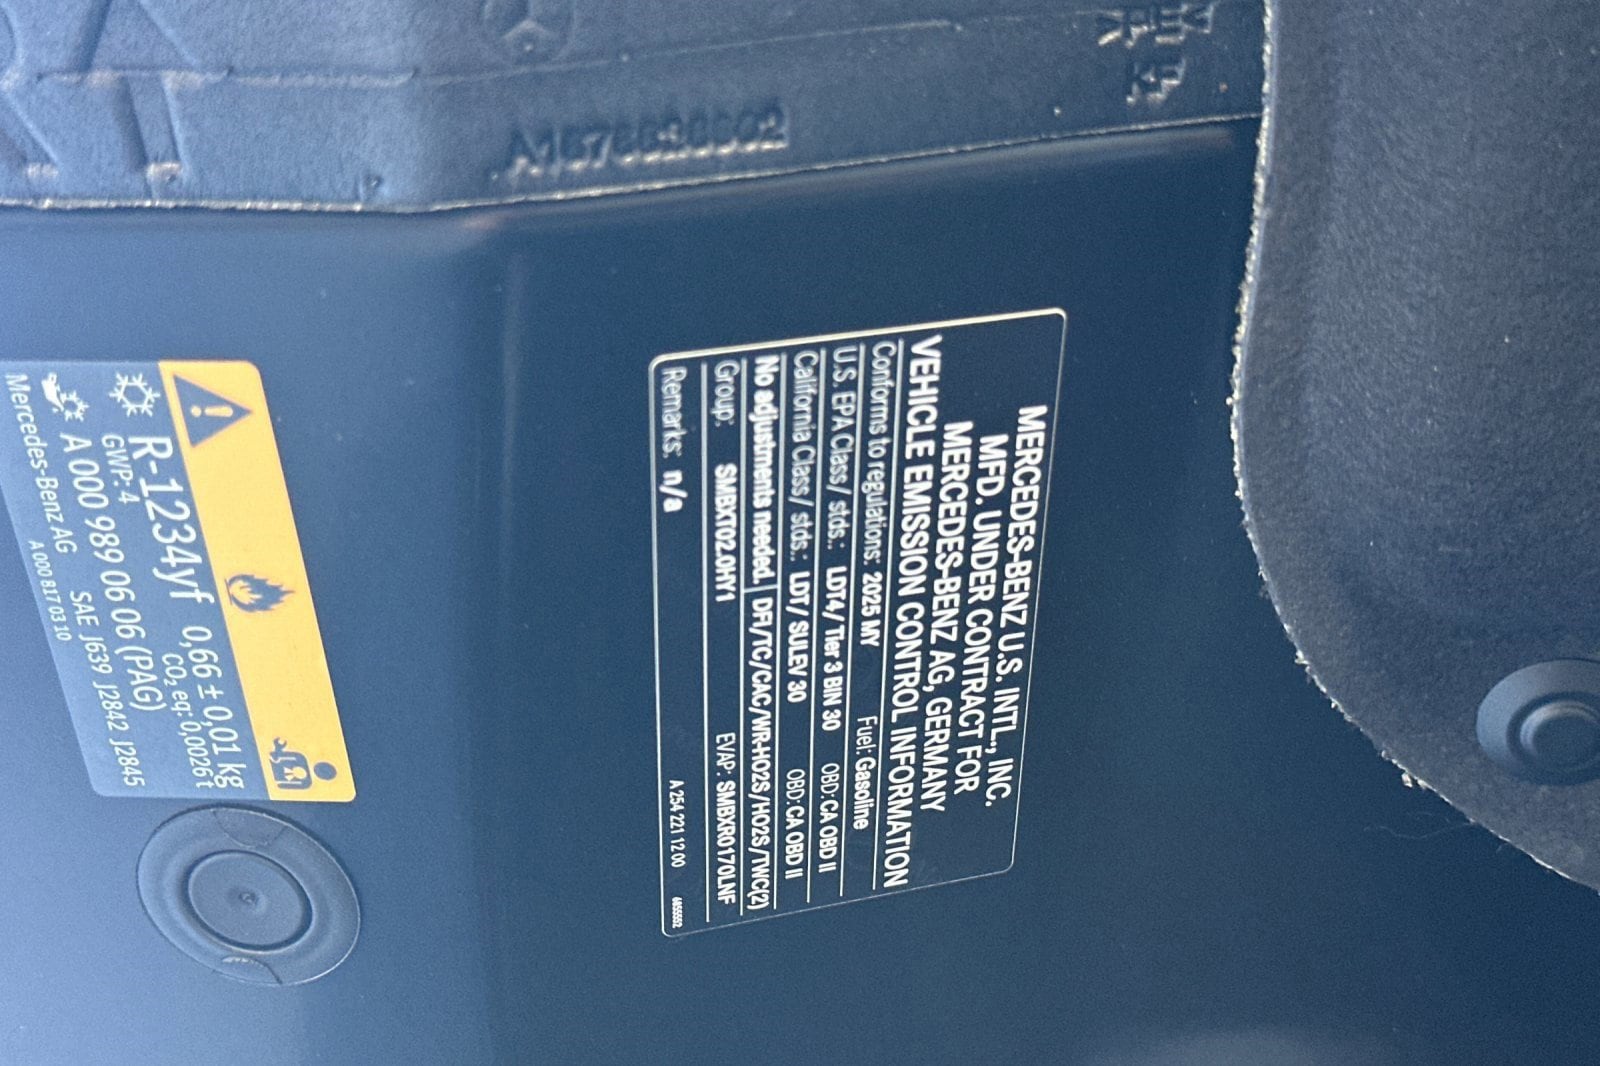 MERCEDES-BENZ U.S. INTL., INC.
MFD. UNDER CONTRACT FOR
MERCEDES-BENZ AG, GERMANY
VEHICLE EMISSION CONTROL INFORMATION
Conforms to regulations: 2025 MY Fuel: Gasoline
U.S. EPA Class/ stds.: LDT4/ Tier 3 BIN 30 OBD: CA OBD II
California Class/ stds.: LDT/ SULEV 30 OBD: CA OBD II
No adjustments needed. DFI/TC/CAC/WR-HO2S/HO2S/TWC(2)
Group: SMBXT02.0HY1 EVAP: SMBXR0170LNF
Remarks: n/a
A 254 221 12 00 6855552
R-1234yf 0,66 ± 0,01 kg
GWP: 4 CO₂ eq: 0,0026 t
A 000 989 06 06 (PAG)
SAE J639 J2842 J2845
Mercedes-Benz AG
A 000 817 03 10